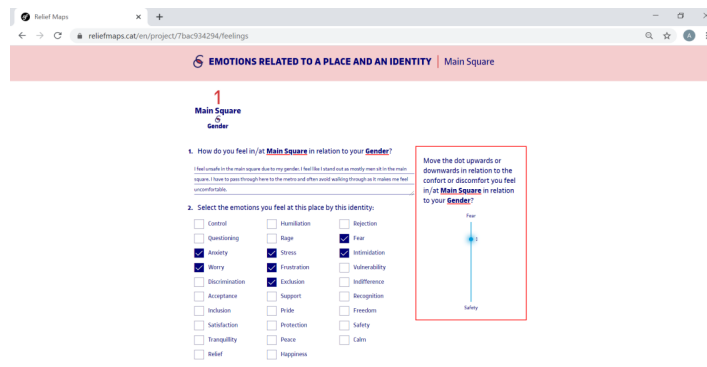 Relief Maps
reliefmaps.cat/en/project/7bac934294/feelings
A
EMOTIONS RELATED TO A PLACE AND AN IDENTITY | Main Square
1
Main Square
&
Gender
1. How do you feel in/at Main Square in relation to your Gender?
I feel unsafe in the main square due to my gender. I feel like I stand out as mostly men sit in the main
square. I have to pass through here to the metro and often avoid walking through as it makes me feel
uncomfortable.
2. Select the emotions you feel at this place by this identity:
Control Humiliation Rejection
Questioning Rage Fear
Anxiety Stress Intimidation
Worry Frustration Vulnerability
Discrimination Exclusion Indifference
Acceptance Support Recognition
Inclusion Pride Freedom
Satisfaction Protection Safety
Tranquility Peace Calm
Relief Happiness
Move the dot upwards or
downwards in relation to the
confort or discomfort you feel
in/at Main Square in relation
to your Gender?
Fear
Safety